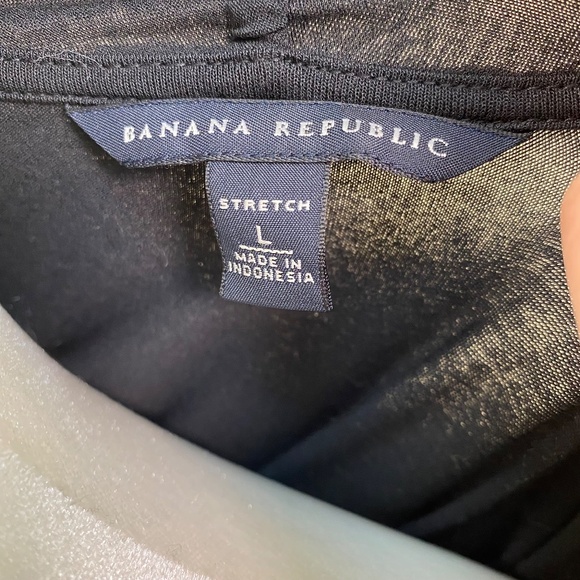 BANANA REPUBLIC
STRETCH
L
MADE IN
INDONESIA